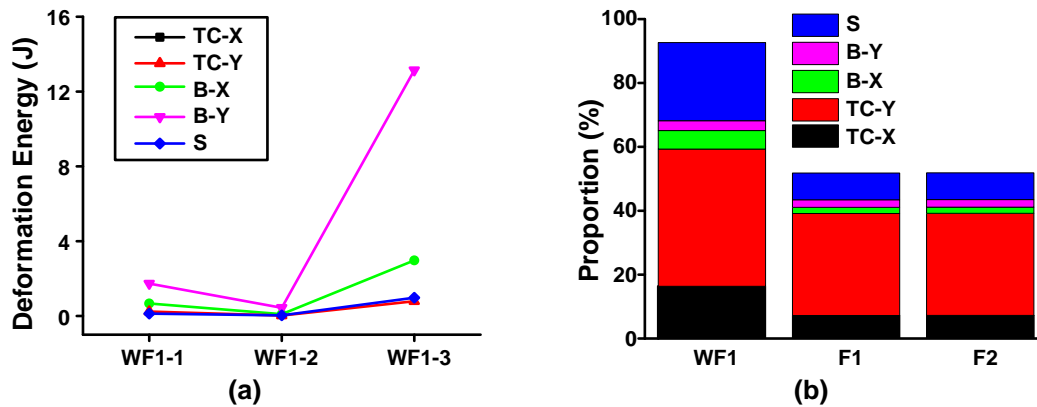 Deformation Energy (J)
16
12
8
4
0
TC-X
TC-Y
B-X
B-Y
S
WF1-1
WF1-2
WF1-3
(a)
Proportion (%)
100
80
60
40
20
0
S
B-Y
B-X
TC-Y
TC-X
WF1
F1
F2
(b)